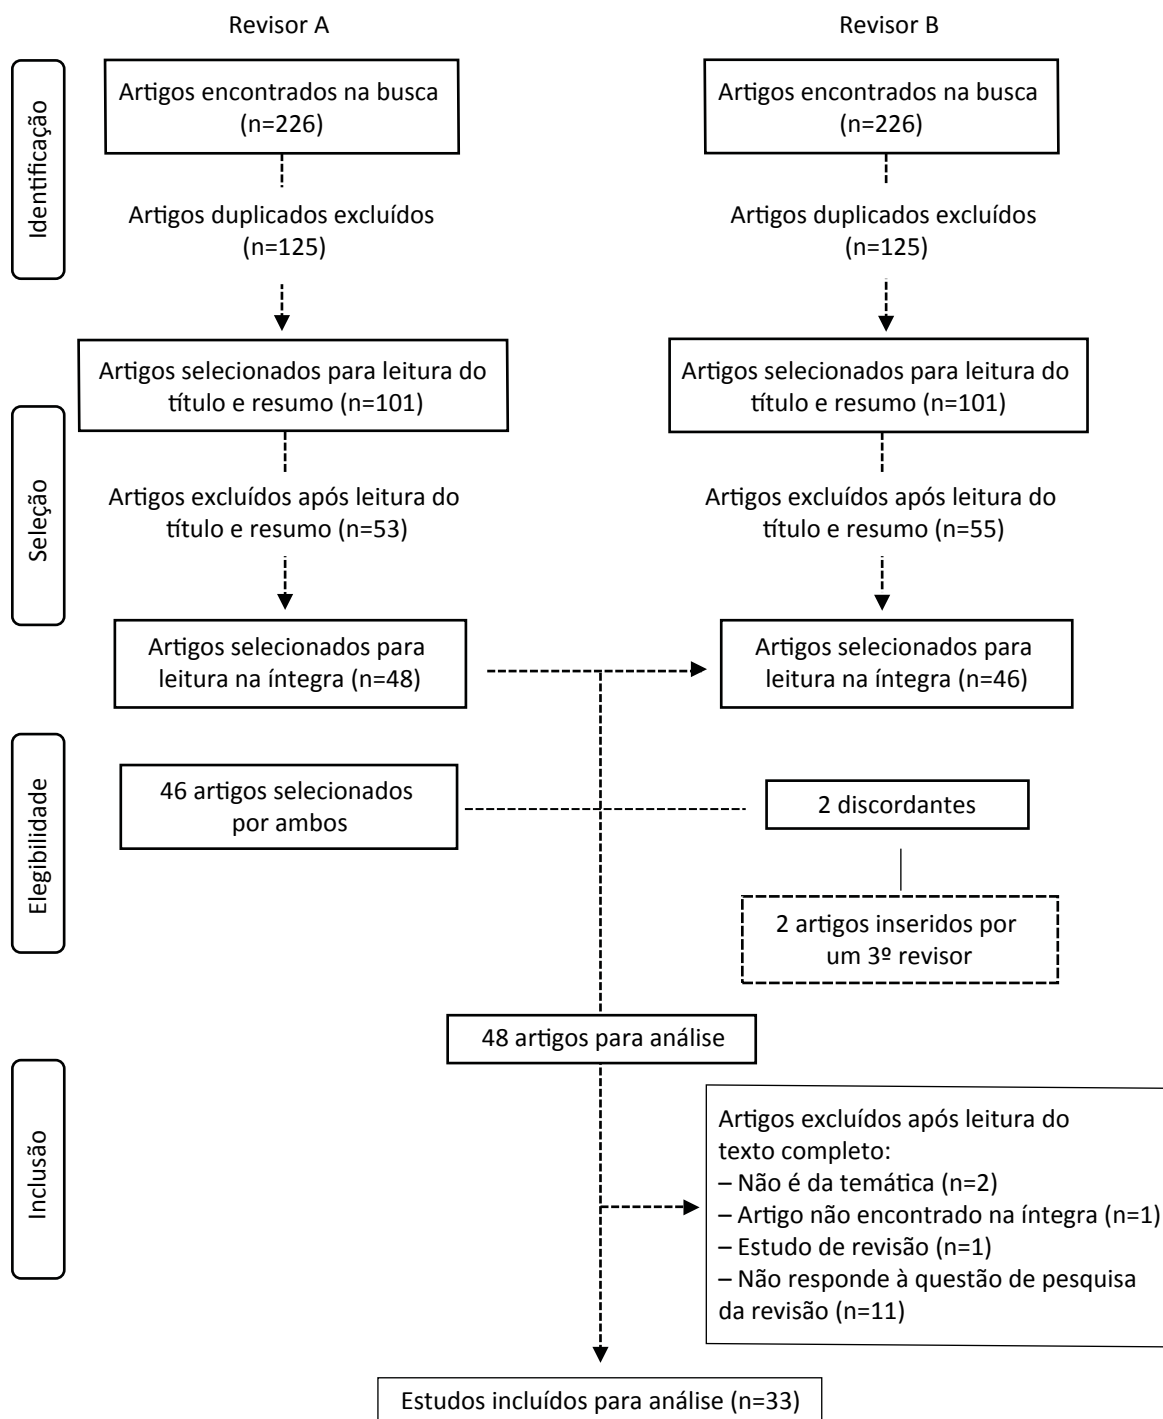 Revisor A
Revisor B
Identificação
Artigos encontrados na busca
(n=226)
Artigos encontrados na busca
(n=226)
Artigos duplicados excluídos
(n=125)
Artigos duplicados excluídos
(n=125)
Seleção
Artigos selecionados para leitura do
título e resumo (n=101)
Artigos selecionados para leitura do
título e resumo (n=101)
Artigos excluídos após leitura do
título e resumo (n=53)
Artigos excluídos após leitura do
título e resumo (n=55)
Artigos selecionados para
leitura na íntegra (n=48)
Artigos selecionados para
leitura na íntegra (n=46)
Elegibilidade
46 artigos selecionados
por ambos
2 discordantes
2 artigos inseridos por
um 3º revisor
48 artigos para análise
Inclusão
Artigos excluídos após leitura do
texto completo:
– Não é da temática (n=2)
– Artigo não encontrado na íntegra (n=1)
– Estudo de revisão (n=1)
– Não responde à questão de pesquisa
da revisão (n=11)
Estudos incluídos para análise (n=33)